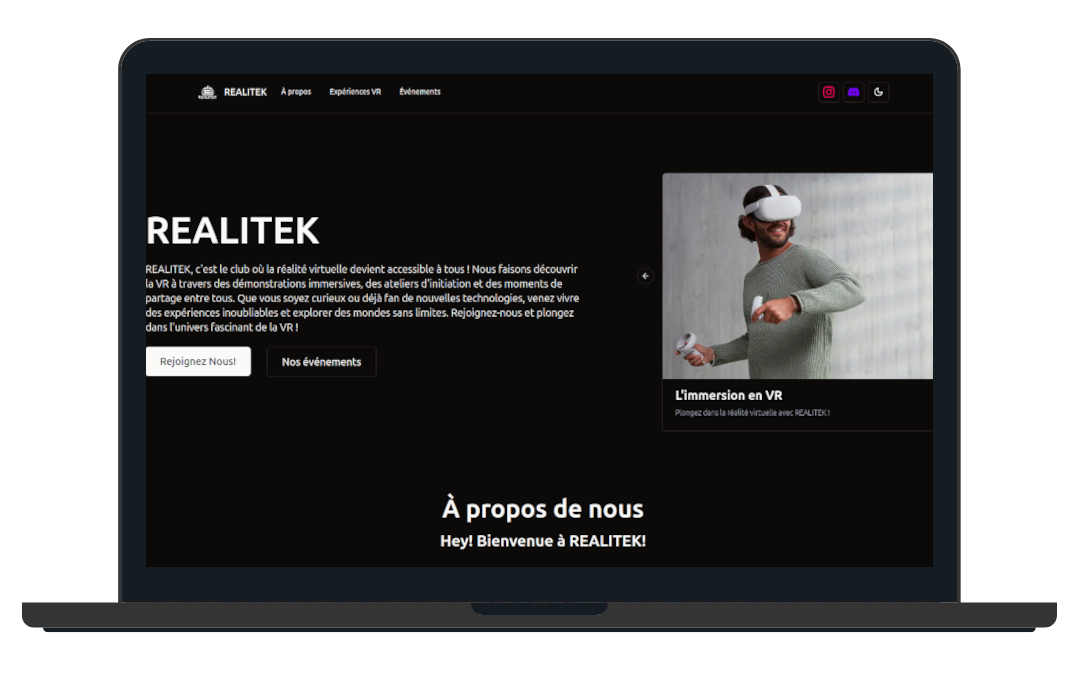 REALITEK À propos Expériences VR Événements
REALITEK
REALITEK, c'est le club où la réalité virtuelle devient accessible à tous ! Nous faisons découvrir
la VR à travers des démonstrations immersives, des ateliers d'initiation et des moments de
partage entre tous. Que vous soyez curieux ou déjà fan de nouvelles technologies, venez vivre
des expériences inoubliables et explorer des mondes sans limites. Rejoignez-nous et plongez
dans l'univers fascinant de la VR !
Rejoignez Nous! Nos événements
L'immersion en VR
Plongez dans la réalité virtuelle avec REALITEK !
À propos de nous
Hey! Bienvenue à REALITEK!